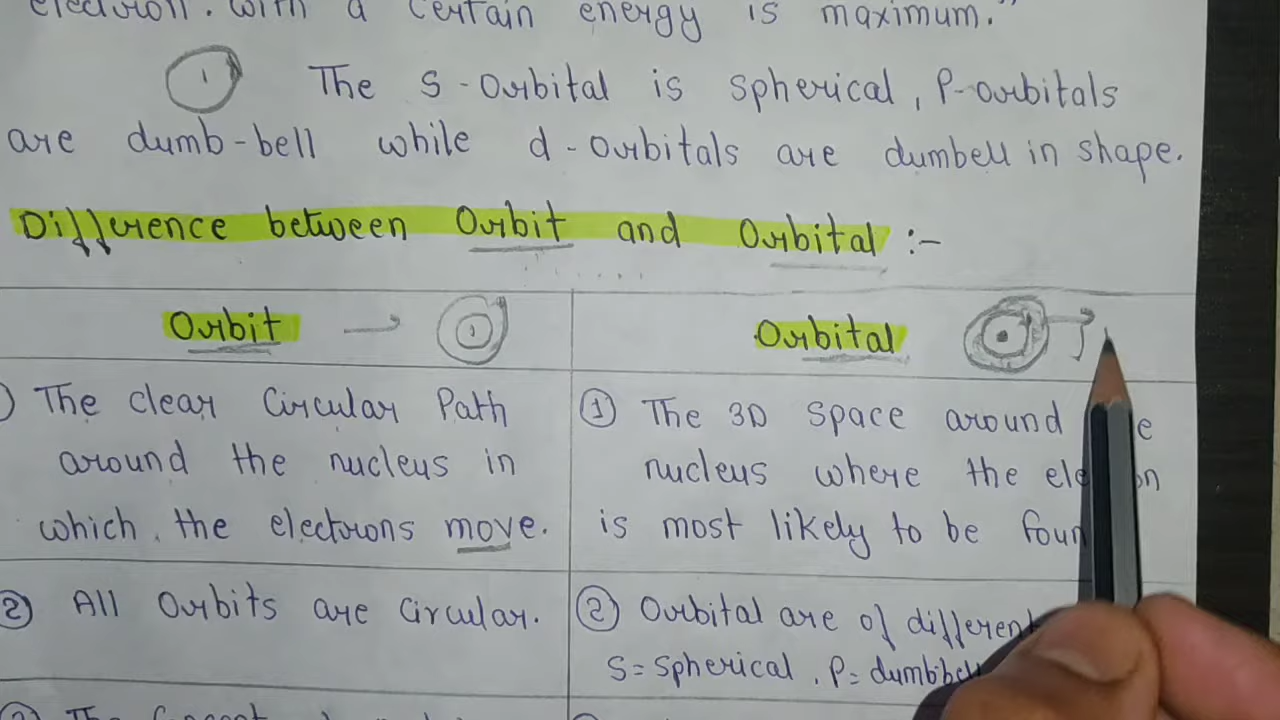 electron. with a certain energy is maximum."
① The S-Orbital is spherical, P-orbitals
are dumb-bell while d-Orbitals are dumbell in shape.
Difference between Orbit and Orbital :-
Orbit →
Orbital
The clear Circular Path
around the nucleus in
which, the electrons move.
① The 3D space around
nucleus where the
is most likely to be
② All Orbits are Circular.
② Orbital are of different
S = spherical, P = dumbbell